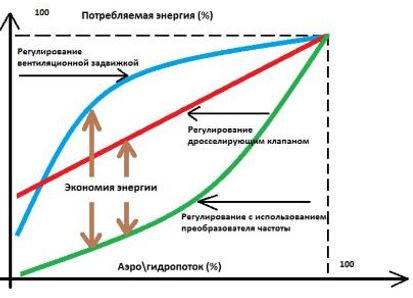 100
Потребляемая энергия (%)
Регулирование
вентиляционной задвижкой
Регулирование
дросселирующим клапаном
Экономия энергии
Регулирование с использованием
преобразователя частоты
Аэро\гидропоток (%)
100